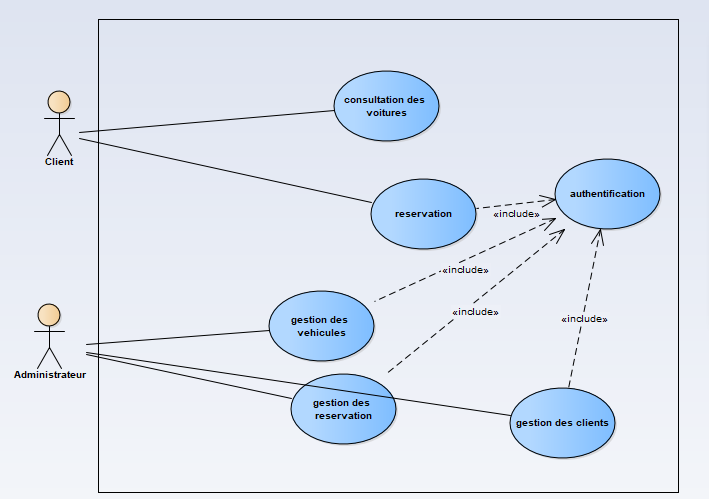 consultation des
voitures
Client
authentification
reservation
«include»
«include»
«include»
gestion des
vehicules
«include»
Administrateur
gestion des
reservation
gestion des clients